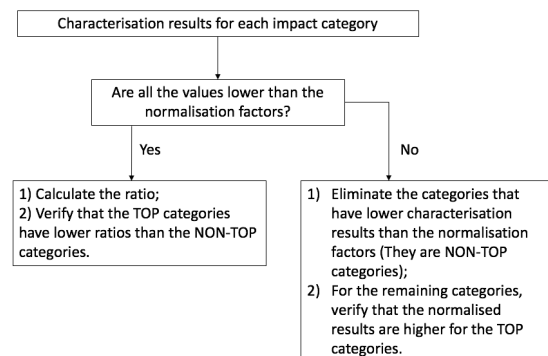 Characterisation results for each impact category
Are all the values lower than the
normalisation factors?
Yes
No
1) Calculate the ratio;
2) Verify that the TOP categories
have lower ratios than the NON-TOP
categories.
1) Eliminate the categories that
have lower characterisation
results than the normalisation
factors (They are NON-TOP
categories);
2) For the remaining categories,
verify that the normalised
results are higher for the TOP
categories.